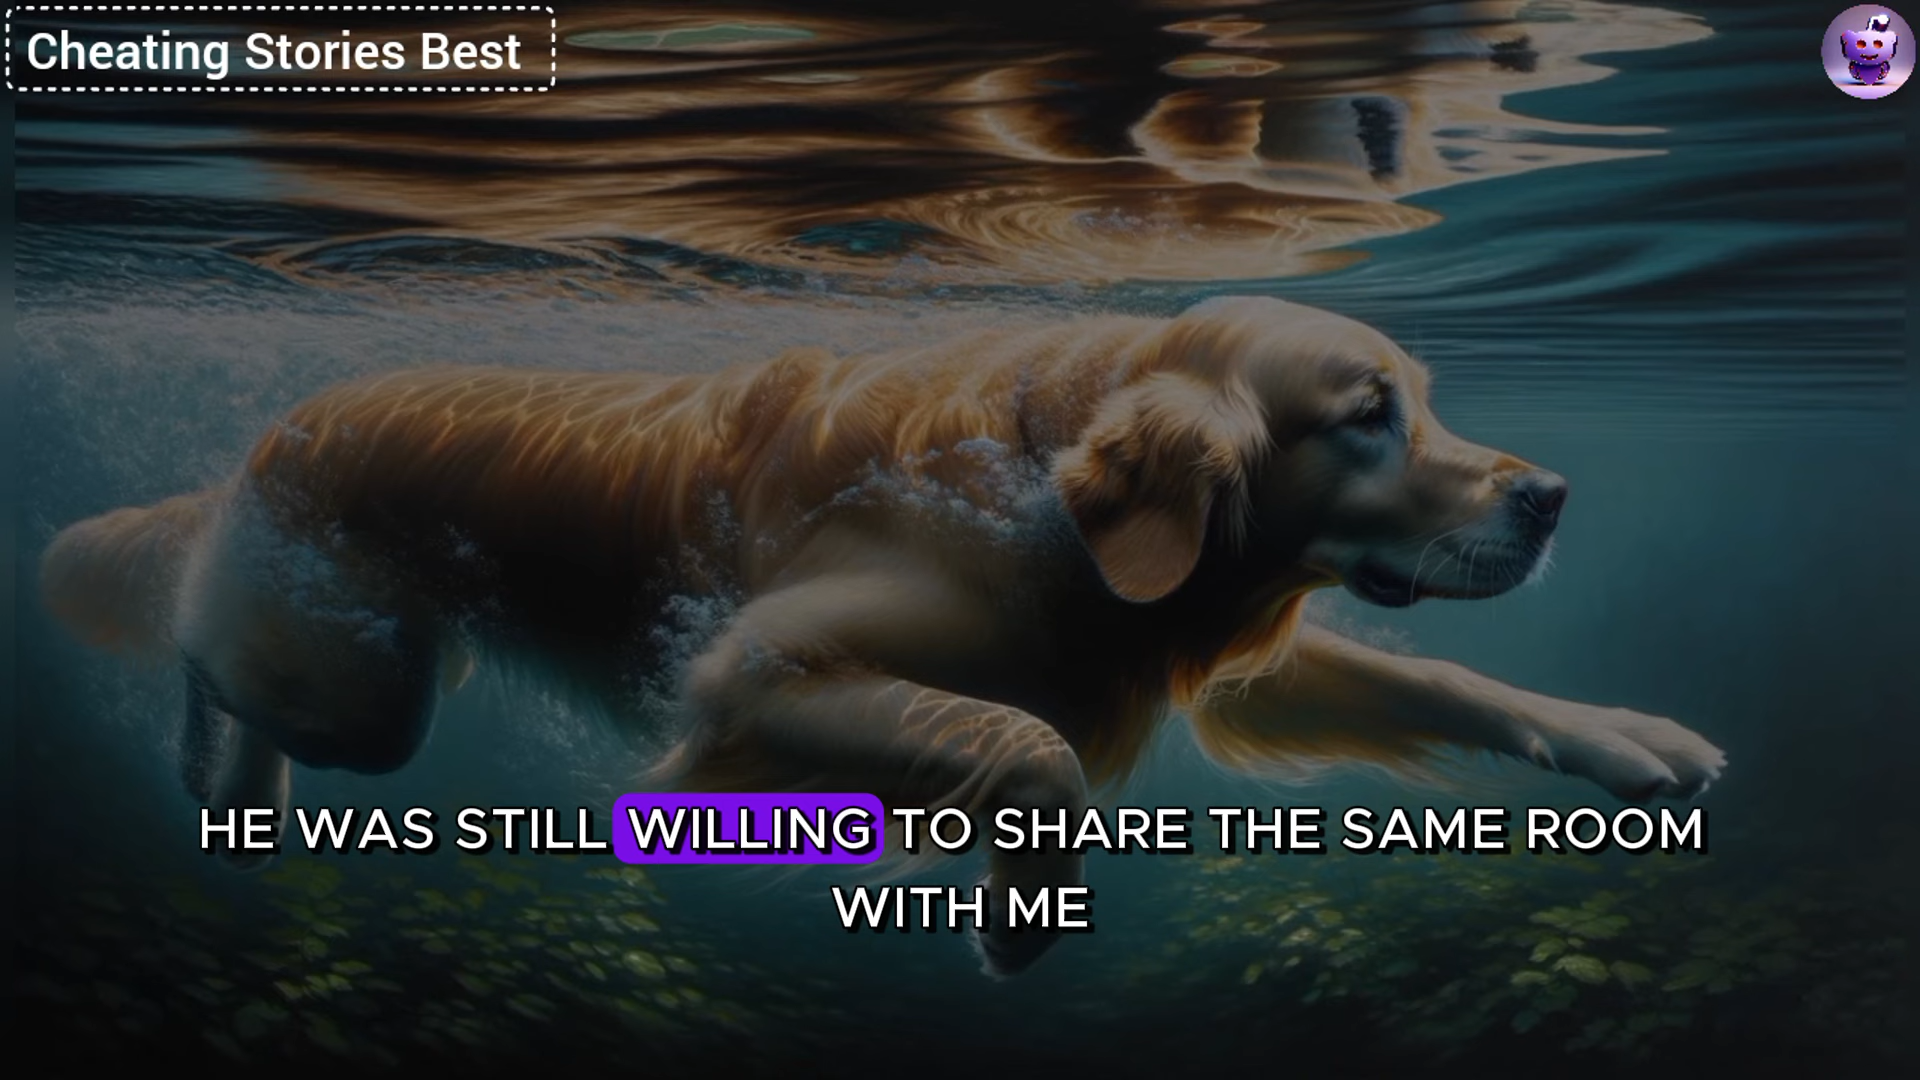 Cheating Stories Best
HE WAS STILL WILLING TO SHARE THE SAME ROOM
WITH ME